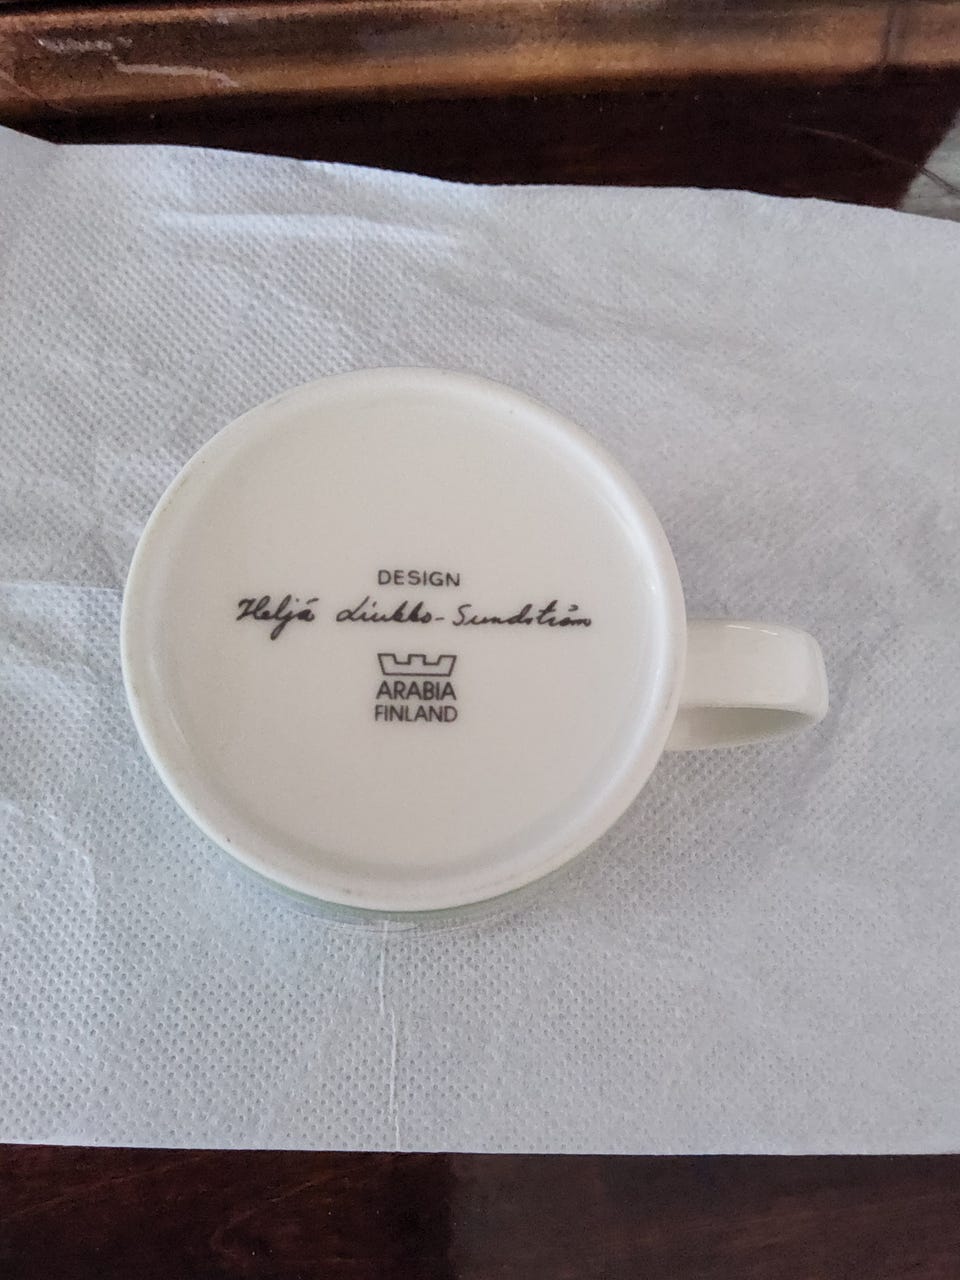 DESIGN
Heljä Liukko-Sundström
ARABIA
FINLAND